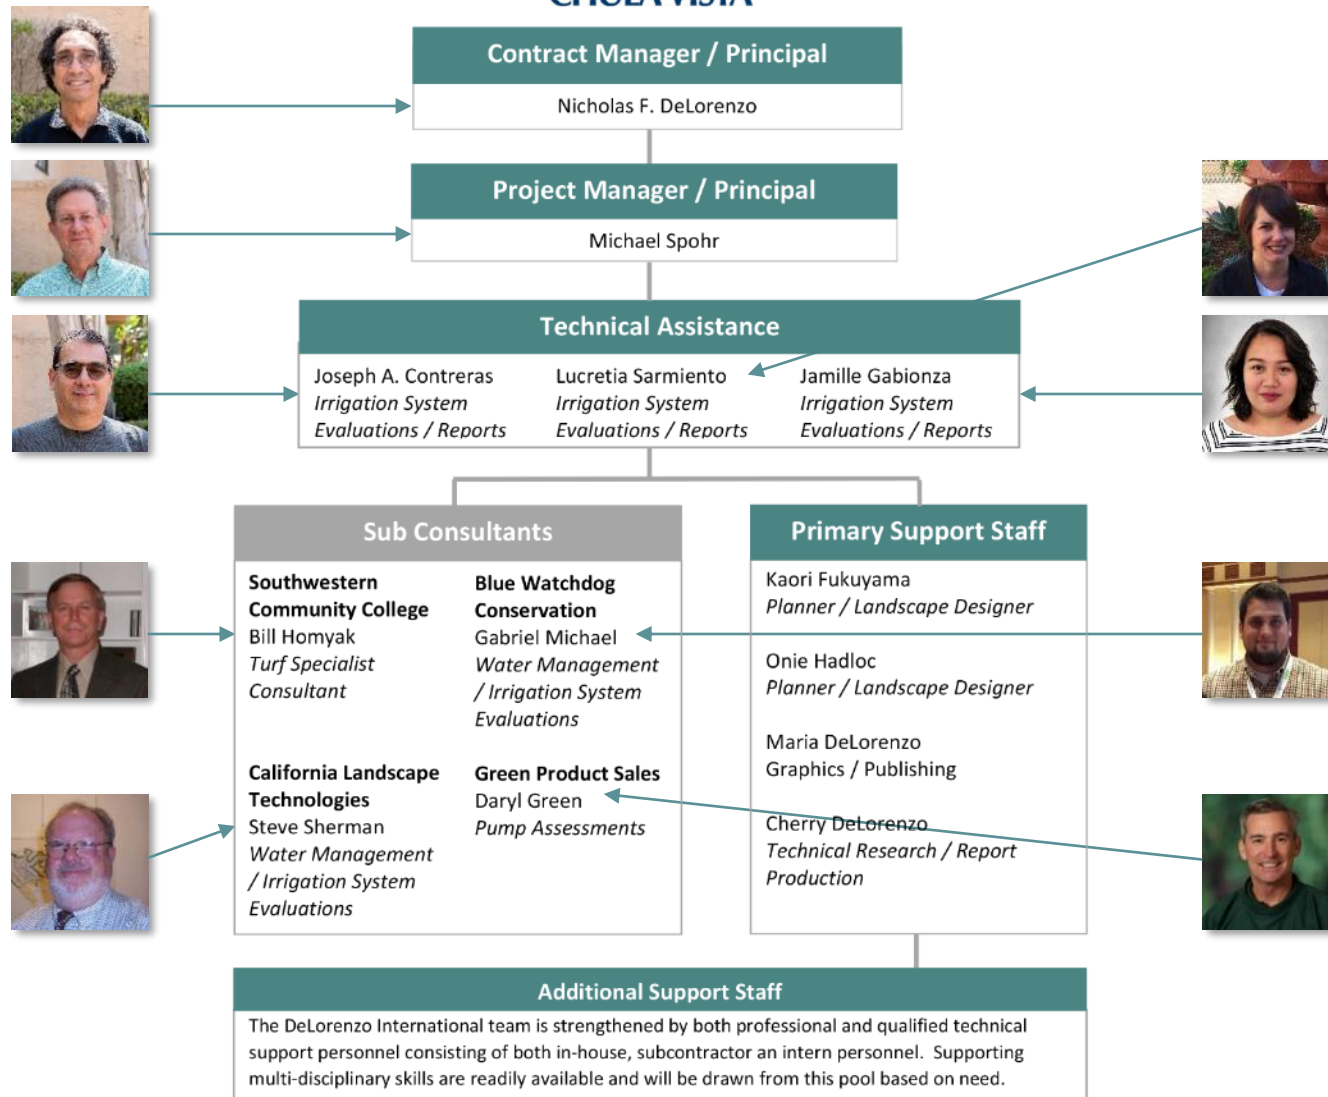 CHULA VISTA
Contract Manager / Principal
Nicholas F. DeLorenzo
Project Manager / Principal
Michael Spohr
Technical Assistance
Joseph A. Contreras
Irrigation System
Evaluations / Reports
Lucretia Sarmiento
Irrigation System
Evaluations / Reports
Jamille Gabionza
Irrigation System
Evaluations / Reports
Sub Consultants
Southwestern
Community College
Bill Homyak
Turf Specialist
Consultant
Blue Watchdog
Conservation
Gabriel Michael
Water Management
/ Irrigation System
Evaluations
California Landscape
Technologies
Steve Sherman
Water Management
/ Irrigation System
Evaluations
Green Product Sales
Daryl Green
Pump Assessments
Primary Support Staff
Kaori Fukuyama
Planner / Landscape Designer
Onie Hadloc
Planner / Landscape Designer
Maria DeLorenzo
Graphics / Publishing
Cherry DeLorenzo
Technical Research / Report
Production
Additional Support Staff
The DeLorenzo International team is strengthened by both professional and qualified technical
support personnel consisting of both in-house, subcontractor an intern personnel.  Supporting
multi-disciplinary skills are readily available and will be drawn from this pool based on need.